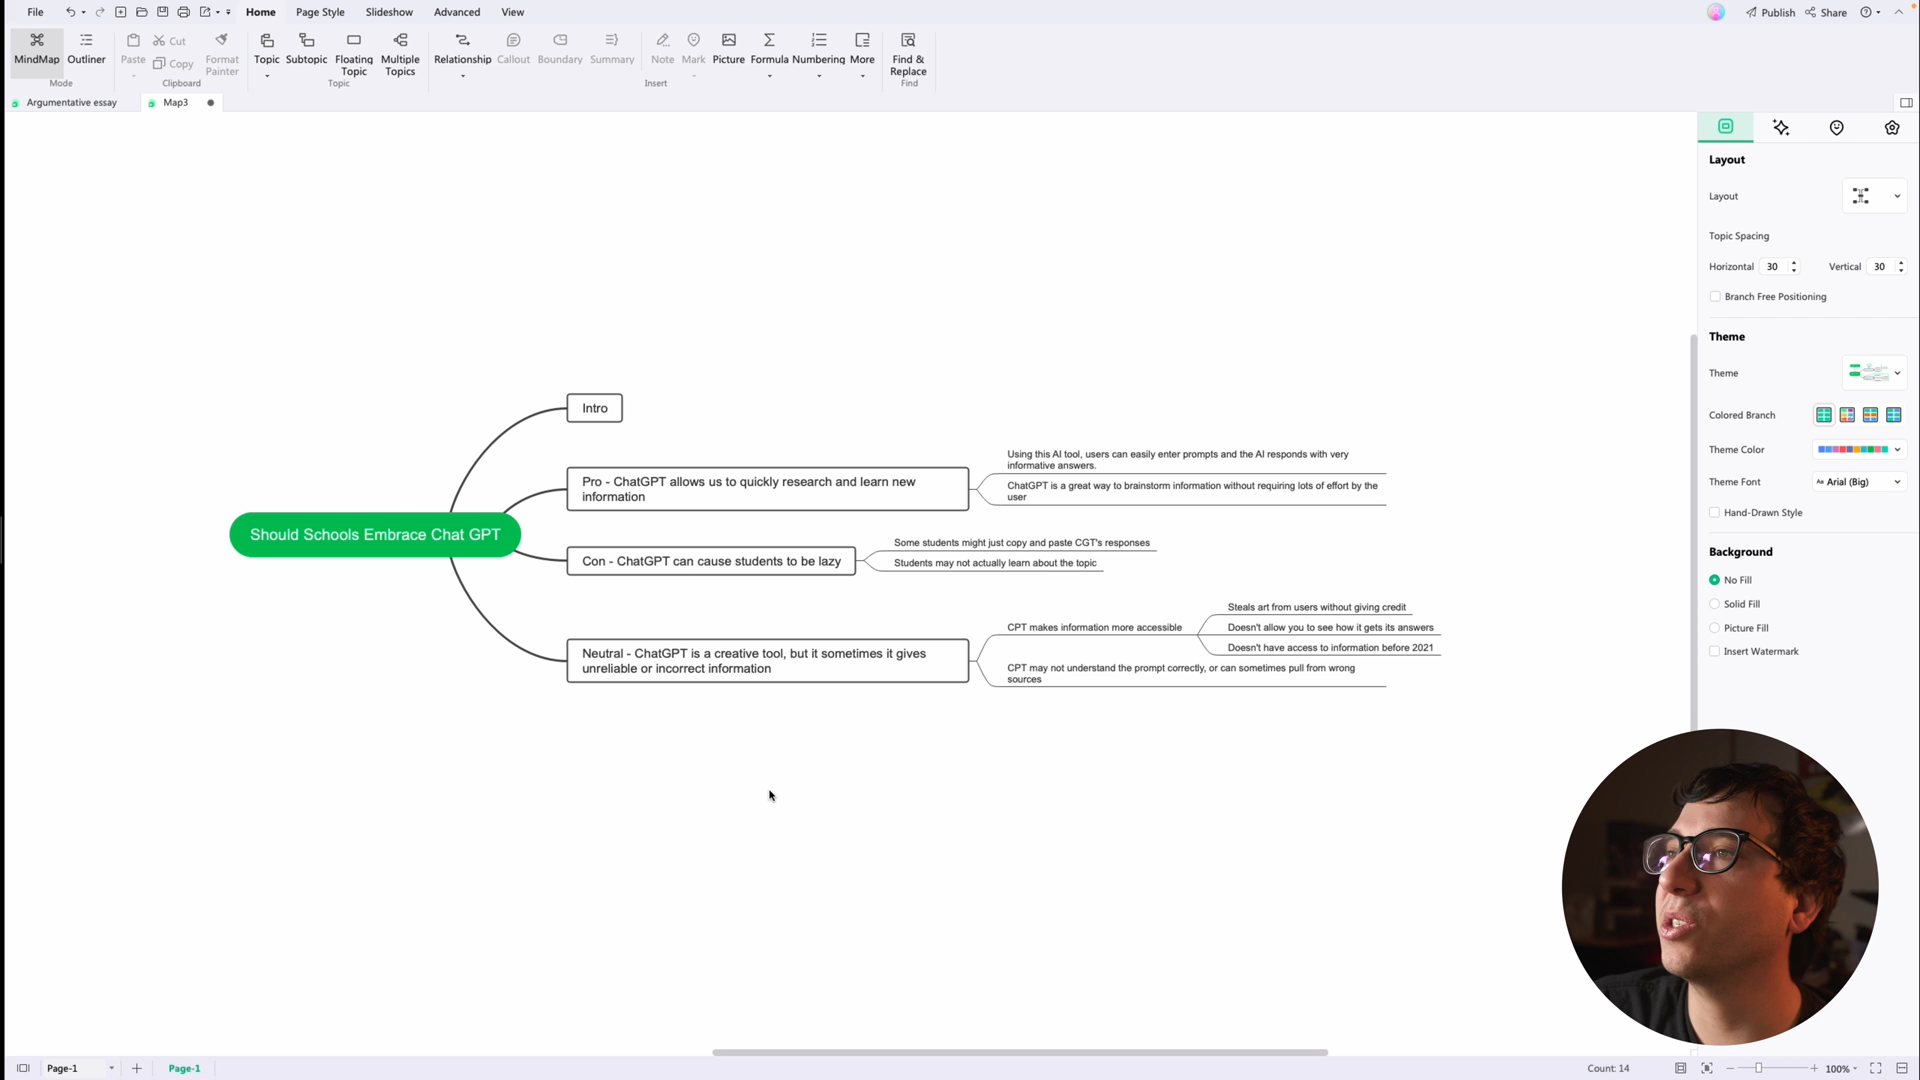 File Home Page Style Slideshow Advanced View Publish Share
MindMap Outliner Paste Cut Copy Format Painter Topic Subtopic Floating Topic Multiple Topics Relationship Callout Boundary Summary Note Mark Picture Formula Numbering More Find & Replace
Mode Clipboard Topic Insert Find
Argumentative essay Map3
Layout
Layout
Topic Spacing
Horizontal 30 Vertical 30
Branch Free Positioning
Theme
Theme
Colored Branch
Theme Color
Theme Font Aa Arial (Big)
Hand-Drawn Style
Background
No Fill
Solid Fill
Picture Fill
Insert Watermark
Should Schools Embrace Chat GPT
Intro
Pro - ChatGPT allows us to quickly research and learn new
information
Using this AI tool, users can easily enter prompts and the AI responds with very
informative answers.
ChatGPT is a great way to brainstorm information without requiring lots of effort by the
user
Con - ChatGPT can cause students to be lazy
Some students might just copy and paste CGT's responses
Students may not actually learn about the topic
Neutral - ChatGPT is a creative tool, but it sometimes it gives
unreliable or incorrect information
CPT makes information more accessible
Steals art from users without giving credit
Doesn't allow you to see how it gets its answers
Doesn't have access to information before 2021
CPT may not understand the prompt correctly, or can sometimes pull from wrong
sources
Page-1 Page-1 Count: 14 100%